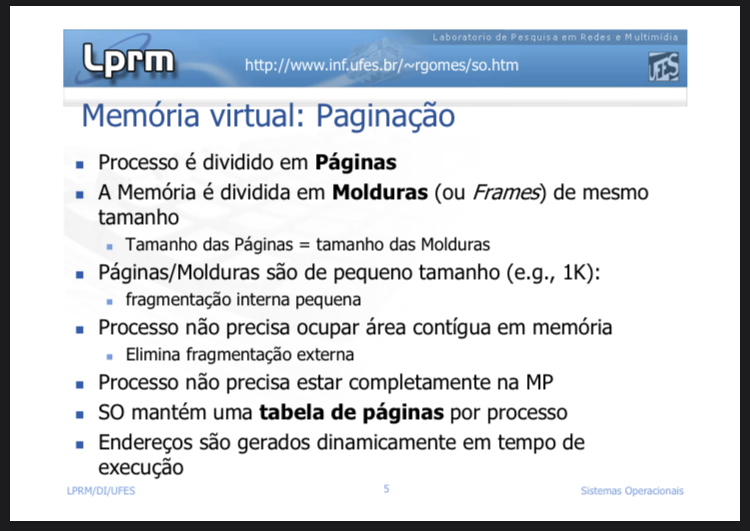 Laboratorio de Pesquisa em Redes e Multimídia
Lprm
http://www.inf.ufes.br/~rgomes/so.htm
UFES
Memória virtual: Paginação
Processo é dividido em Páginas
A Memória é dividida em Molduras (ou Frames) de mesmo
tamanho
Tamanho das Páginas = tamanho das Molduras
Páginas/Molduras são de pequeno tamanho (e.g., 1K):
fragmentação interna pequena
Processo não precisa ocupar área contígua em memória
Elimina fragmentação externa
Processo não precisa estar completamente na MP
SO mantém uma tabela de páginas por processo
Endereços são gerados dinamicamente em tempo de
execução
LPRM/DI/UFES
5
Sistemas Operacionais